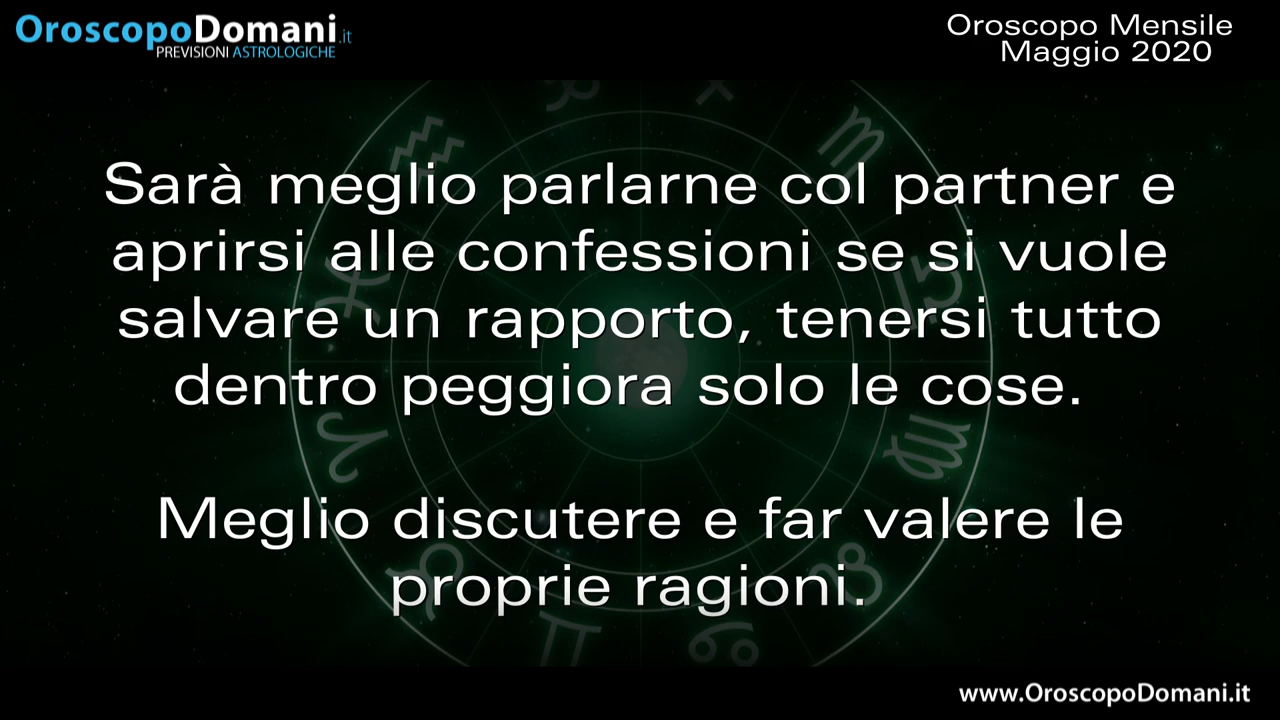 OroscopoDomani.it
PREVISIONI ASTROLOGICHE
Oroscopo Mensile
Maggio 2020
Sarà meglio parlarne col partner e
aprirsi alle confessioni se si vuole
salvare un rapporto, tenersi tutto
dentro peggiora solo le cose.
Meglio discutere e far valere le
proprie ragioni.
www.OroscopoDomani.it